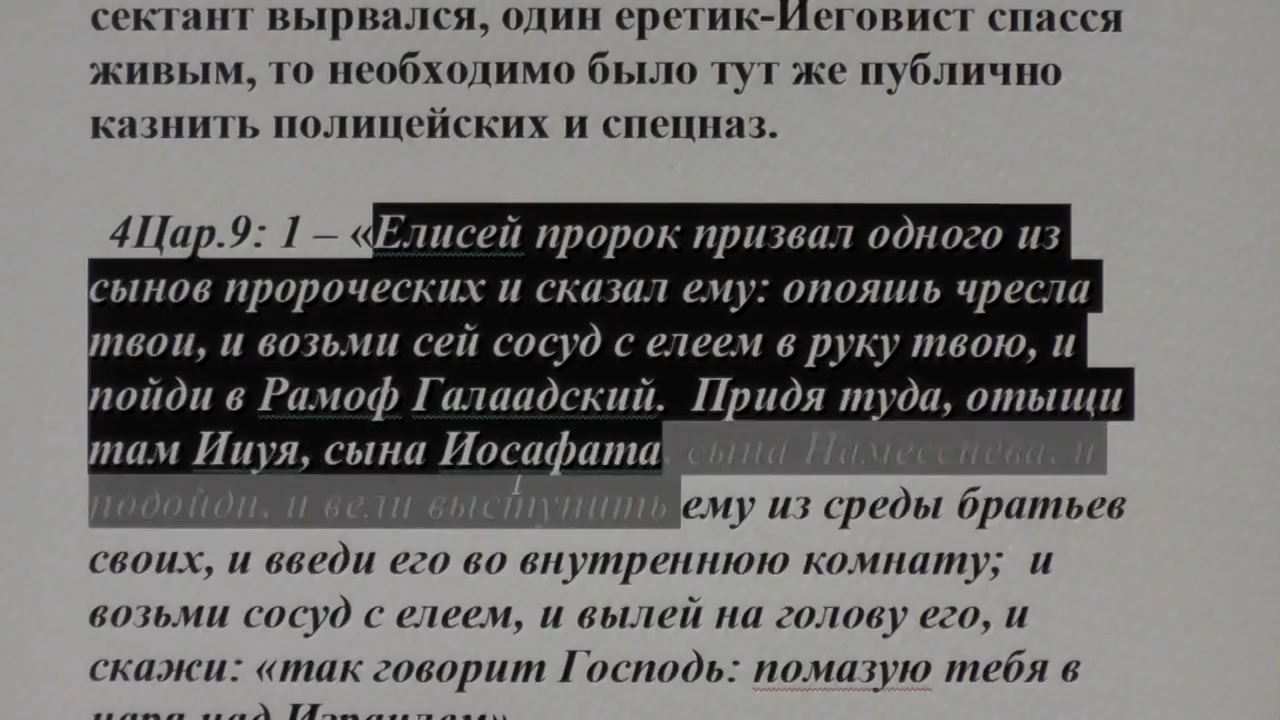 сектант вырвался, один еретик-Иеговист спасся
живым, то необходимо было тут же публично
казнить полицейских и спецназ.
4Цар.9: 1 – «Елисей пророк призвал одного из
сынов пророческих и сказал ему: опояшь чресла
твои, и возьми сей сосуд с елеем в руку твою, и
пойди в Рамоф Галаадский. Придя туда, отыщи
там Ииуя, сына Иосафата, сына Намессиева, и
подойди, и вели выступить ему из среды братьев
своих, и введи его во внутреннюю комнату; и
возьми сосуд с елеем, и вылей на голову его, и
скажи: «так говорит Господь: помазую тебя в
царя над Израилем»